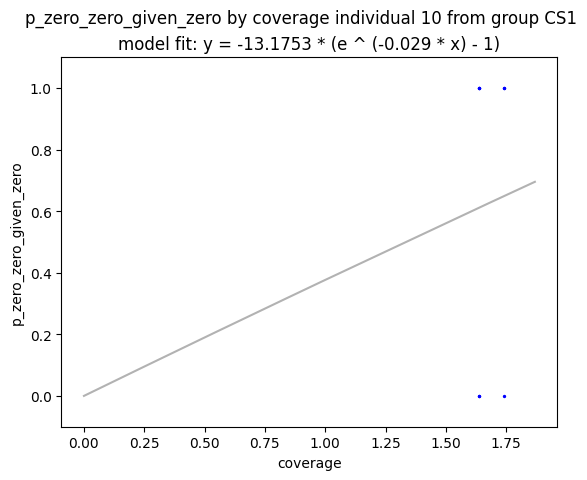 p_zero_zero_given_zero by coverage individual 10 from group CS1
model fit: y = -13.1753 * (e ^ (-0.029 * x) - 1)
p_zero_zero_given_zero
1.0
0.8
0.6
0.4
0.2
0.0
0.00 0.25 0.50 0.75 1.00 1.25 1.50 1.75
coverage